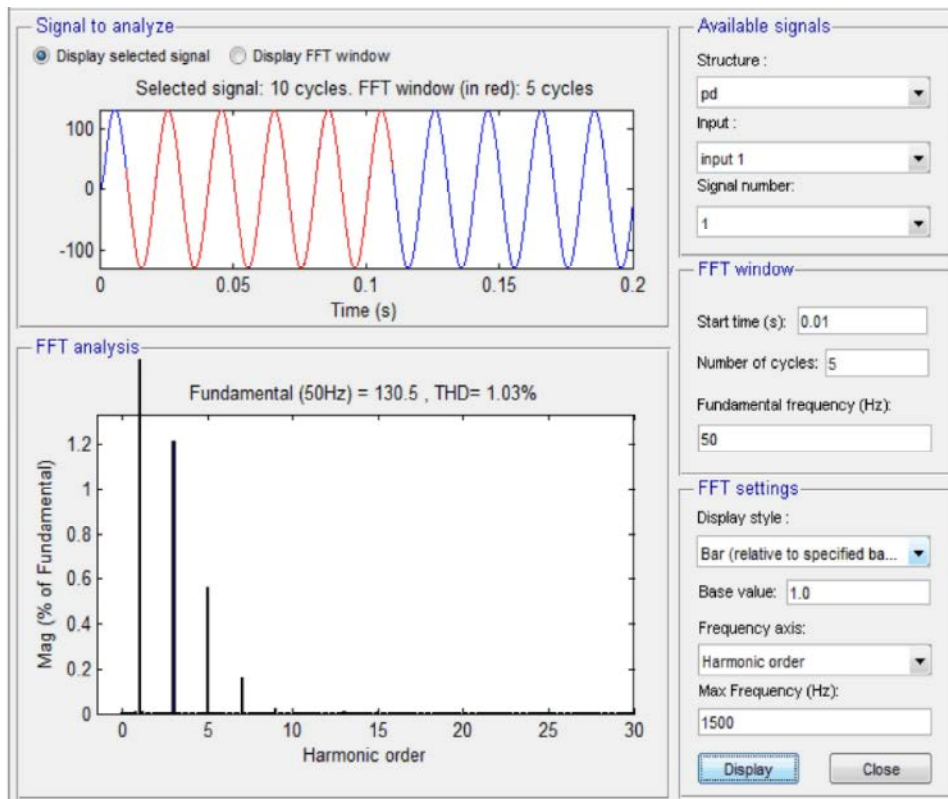 Signal to analyze
Display selected signal Display FFT window
Selected signal: 10 cycles. FFT window (in red): 5 cycles
100
0
-100
0 0.05 0.1 0.15 0.2
Time (s)
FFT analysis
Fundamental (50Hz) = 130.5 , THD= 1.03%
1.2
1
0.8
0.6
0.4
0.2
0
Mag (% of Fundamental)
0 5 10 15 20 25 30
Harmonic order
Available signals
Structure :
pd
Input :
input 1
Signal number:
1
FFT window
Start time (s): 0.01
Number of cycles: 5
Fundamental frequency (Hz):
50
FFT settings
Display style :
Bar (relative to specified ba...
Base value: 1.0
Frequency axis:
Harmonic order
Max Frequency (Hz):
1500
Display Close